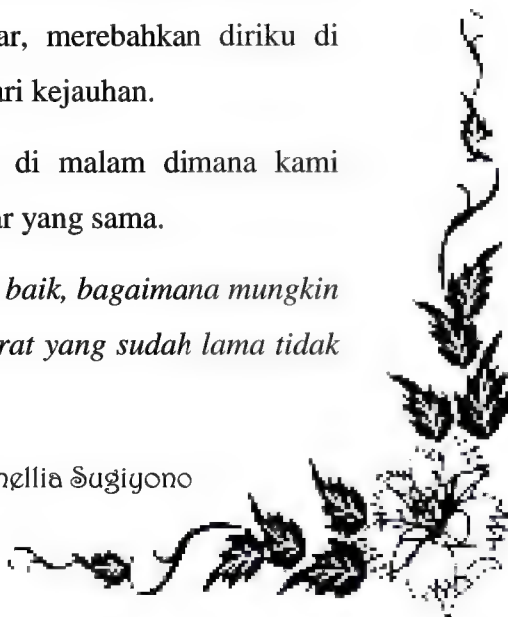 ar, merebahkan diriku di
ari kejauhan.
di malam dimana kami
ar yang sama.
baik, bagaimana mungkin
rat yang sudah lama tidak
nellia Sugiyono